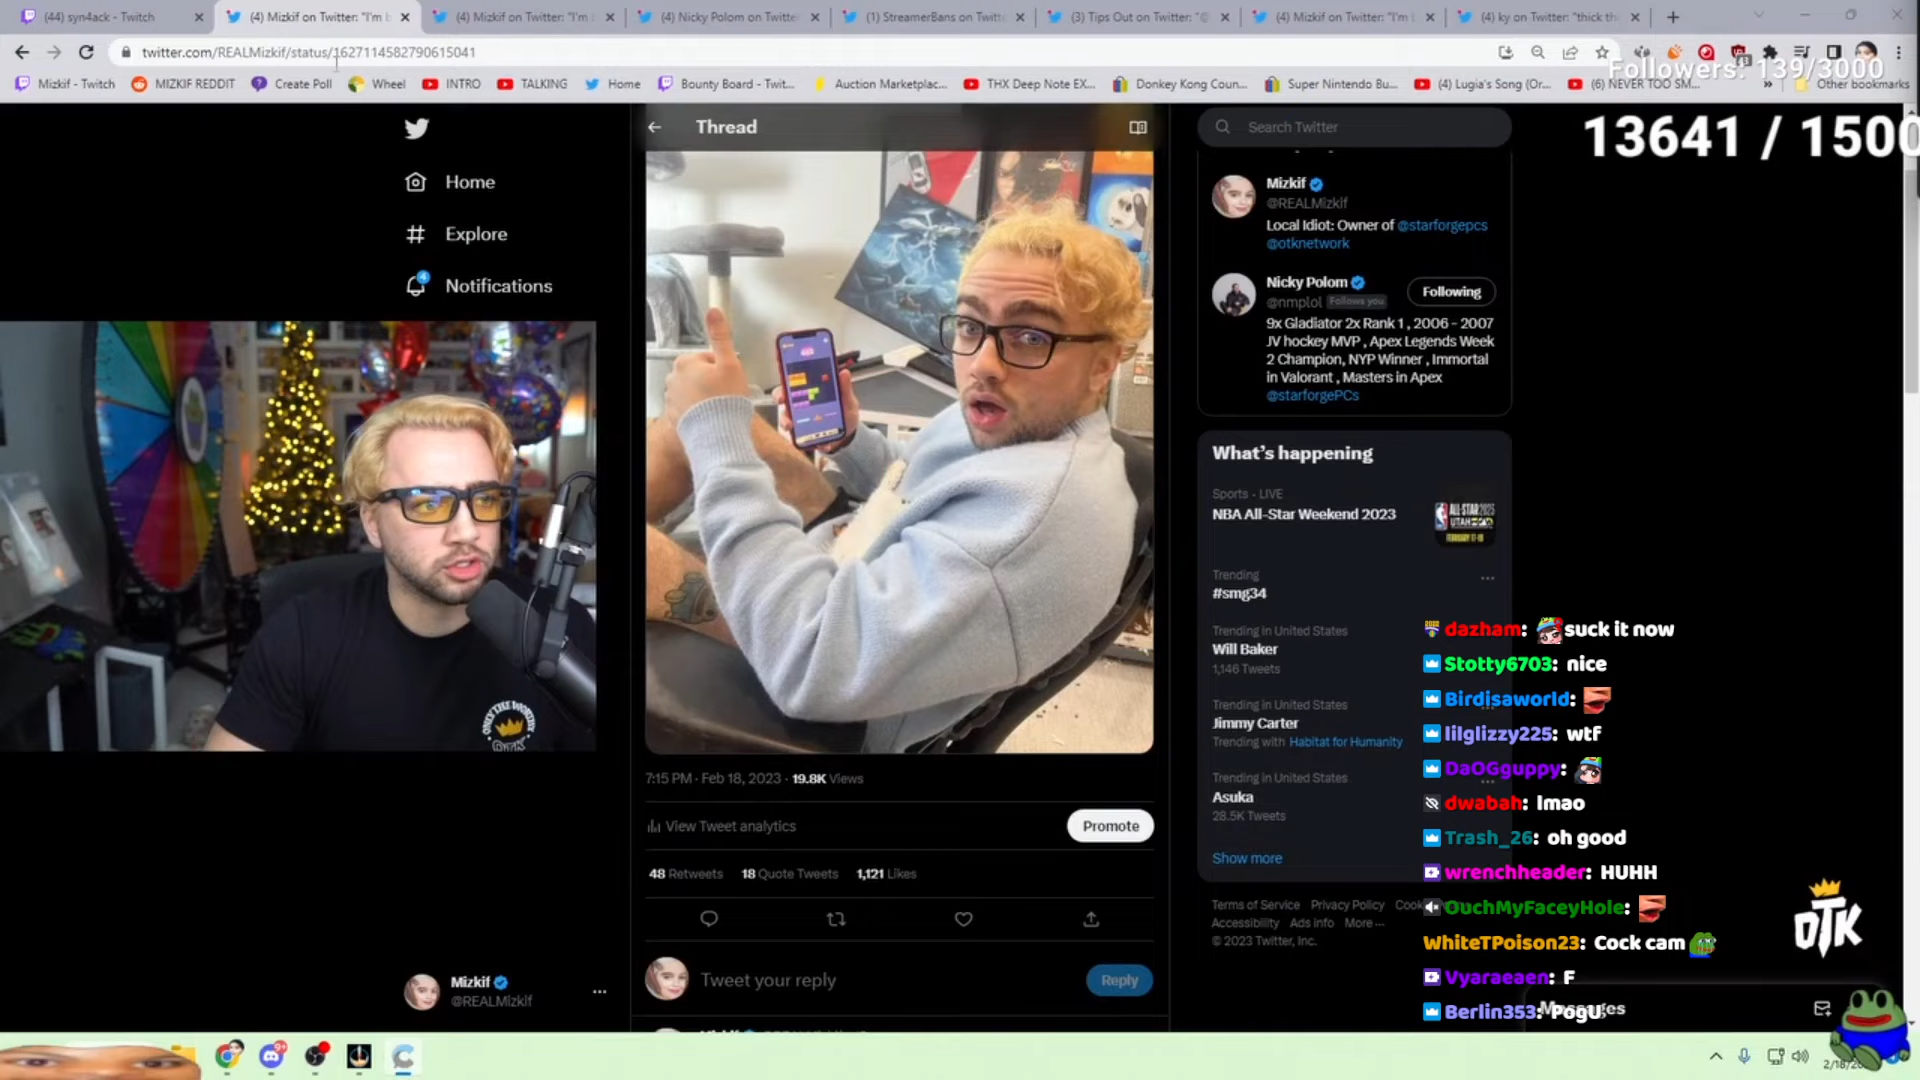 (44) syn4ack - Twitch
(4) Mizkif on Twitter: "I'm b
(4) Mizkif on Twitter: "I'm b
(4) Nicky Polom on Twitter:
(1) StreamerBans on Twitte
(3) Tips Out on Twitter: "@
(4) Mizkif on Twitter: "I'm b
(4) ky on Twitter: "thick th
twitter.com/REALMizkif/status/1627114582790615041
Followers: 139/3000
Mizkif - Twitch
MIZKIF REDDIT
Create Poll
Wheel
INTRO
TALKING
Home
Bounty Board - Twit...
Auction Marketplac...
THX Deep Note EX...
Donkey Kong Coun...
Super Nintendo Bu...
(4) Lugia's Song (Or...
(6) NEVER TOO SM...
Other bookmarks
13641 / 1500
Thread
Search Twitter
Home
Explore
4
Notifications
Mizkif
@REALMizkif
Local Idiot: Owner of @starforgepcs
@otknetwork
Nicky Polom
@nmplol Follows you
Following
9x Gladiator 2x Rank 1 , 2006 - 2007
JV hockey MVP , Apex Legends Week
2 Champion, NYP Winner , Immortal
in Valorant , Masters in Apex
@starforgePCs
What's happening
Sports · LIVE
NBA All-Star Weekend 2023
Trending
#smg34
Trending in United States
Will Baker
1,146 Tweets
Trending in United States
Jimmy Carter
Trending with Habitat for Humanity
Trending in United States
Asuka
28.5K Tweets
Show more
Terms of Service Privacy Policy
Accessibility Ads info More ...
© 2023 Twitter, Inc.
7:15 PM · Feb 18, 2023 · 19.8K Views
View Tweet analytics
Promote
48 Retweets 18 Quote Tweets 1,121 Likes
Tweet your reply
Reply
Mizkif
@REALMizkif
ONLY THE WORTHY
OTK
dazham: suck it now
Stotty6703: nice
Birdisaworld:
lilglizzy225: wtf
DaOGguppy:
dwabah: lmao
Trash_26: oh good
wrenchheader: HUHH
OuchMyFaceyHole:
WhiteTPoison23: Cock cam
Vyaraeaen: F
Berlin353: PogU
Messages
OTK